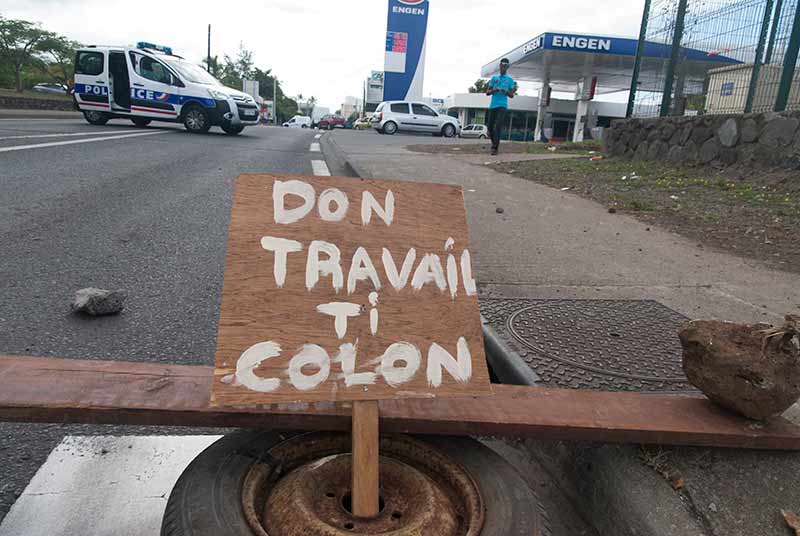 ENGEN
POLICE
ENGEN
DON
TRAVAIL
Ti
COLON